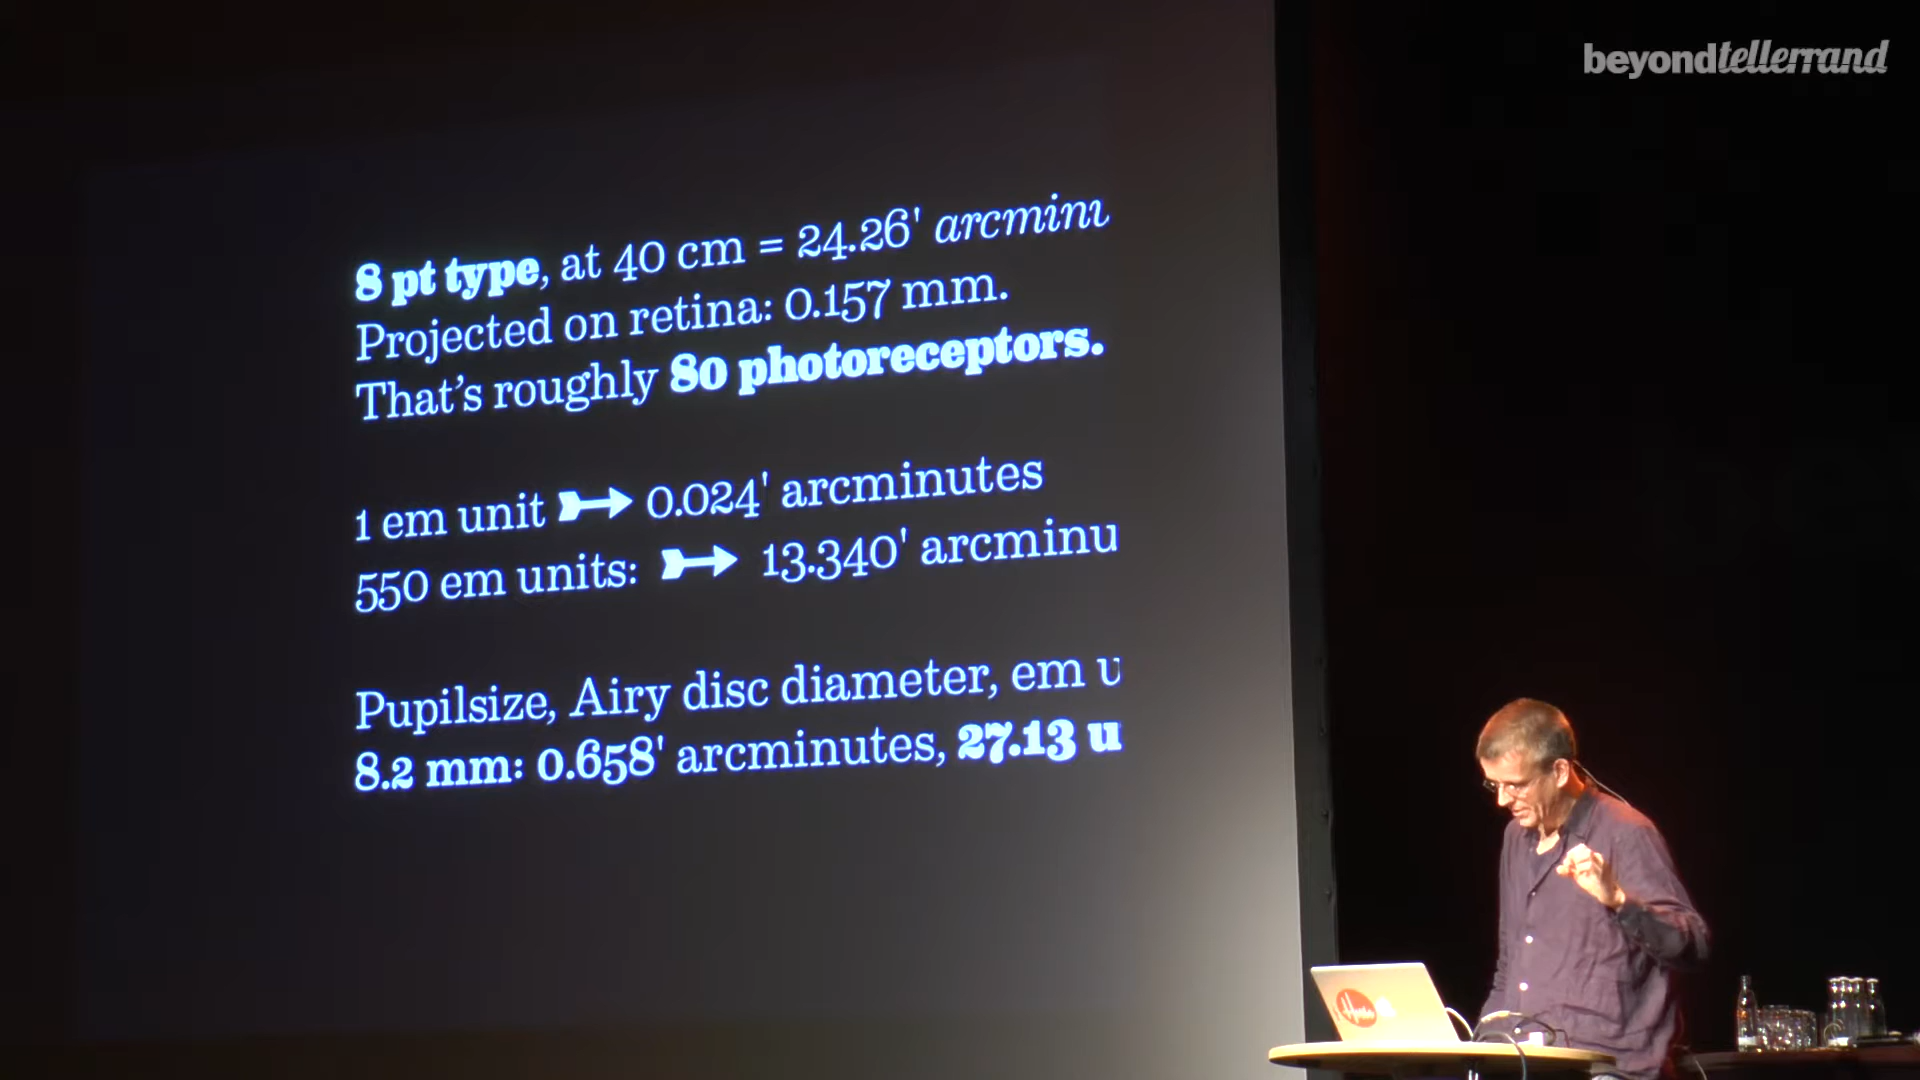 beyondtellerrand
8 pt type, at 40 cm = 24.26' arcminu
Projected on retina: 0.157 mm.
That's roughly 80 photoreceptors.
1 em unit ➳ 0.024' arcminutes
550 em units: ➳ 13.340' arcminu
Pupilsize, Airy disc diameter, em u
8.2 mm: 0.658' arcminutes, 27.13 u